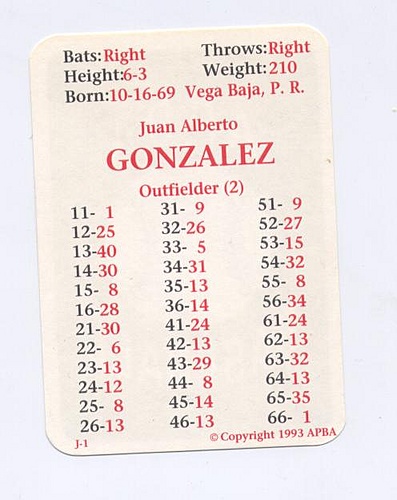 Bats:Right Throws:Right
Height:6-3 Weight:210
Born:10-16-69 Vega Baja, P. R.
Juan Alberto
GONZALEZ
Outfielder (2)
11- 1 31- 9 51- 9
12-25 32-26 52-27
13-40 33- 5 53-15
14-30 34-31 54-32
15- 8 35-13 55- 8
16-28 36-14 56-34
21-30 41-24 61-24
22- 6 42-13 62-13
23-13 43-29 63-32
24-12 44- 8 64-13
25- 8 45-14 65-35
26-13 46-13 66- 1
J-1 © Copyright 1993 APBA